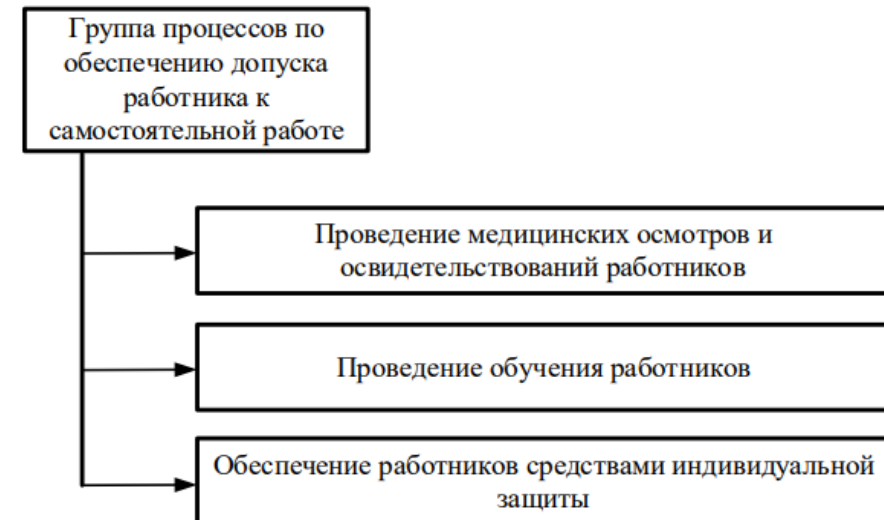 Группа процессов по
обеспечению допуска
работника к
самостоятельной работе
Проведение медицинских осмотров и
освидетельствований работников
Проведение обучения работников
Обеспечение работников средствами индивидуальной
защиты